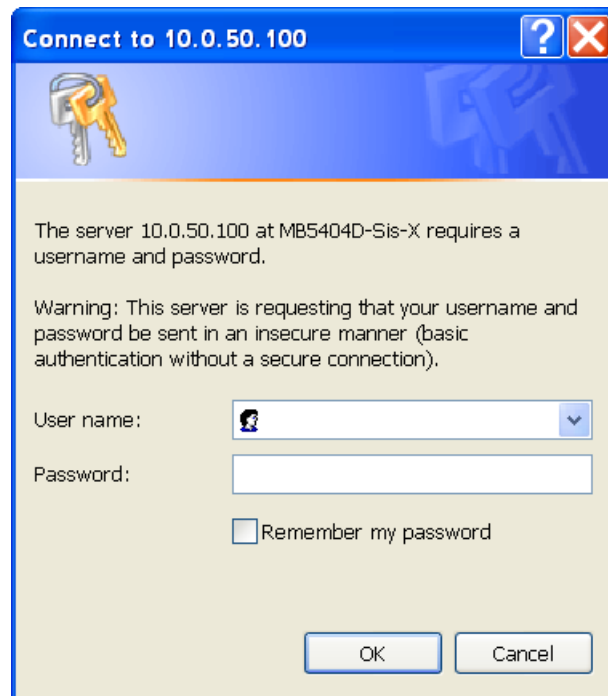 Connect to 10.0.50.100
?
The server 10.0.50.100 at MB5404D-Sis-X requires a
username and password.
Warning: This server is requesting that your username and
password be sent in an insecure manner (basic
authentication without a secure connection).
User name:
Password:
Remember my password
OK
Cancel